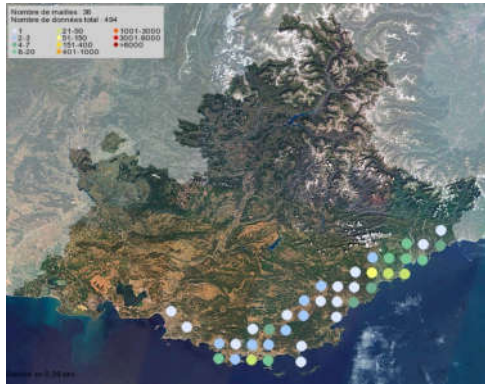 Nombre de mailles : 36
Nombre de données total : 494
1 21-50 1001-3000
2-3 51-150 3001-6000
4-7 151-400 >6000
8-20 401-1000